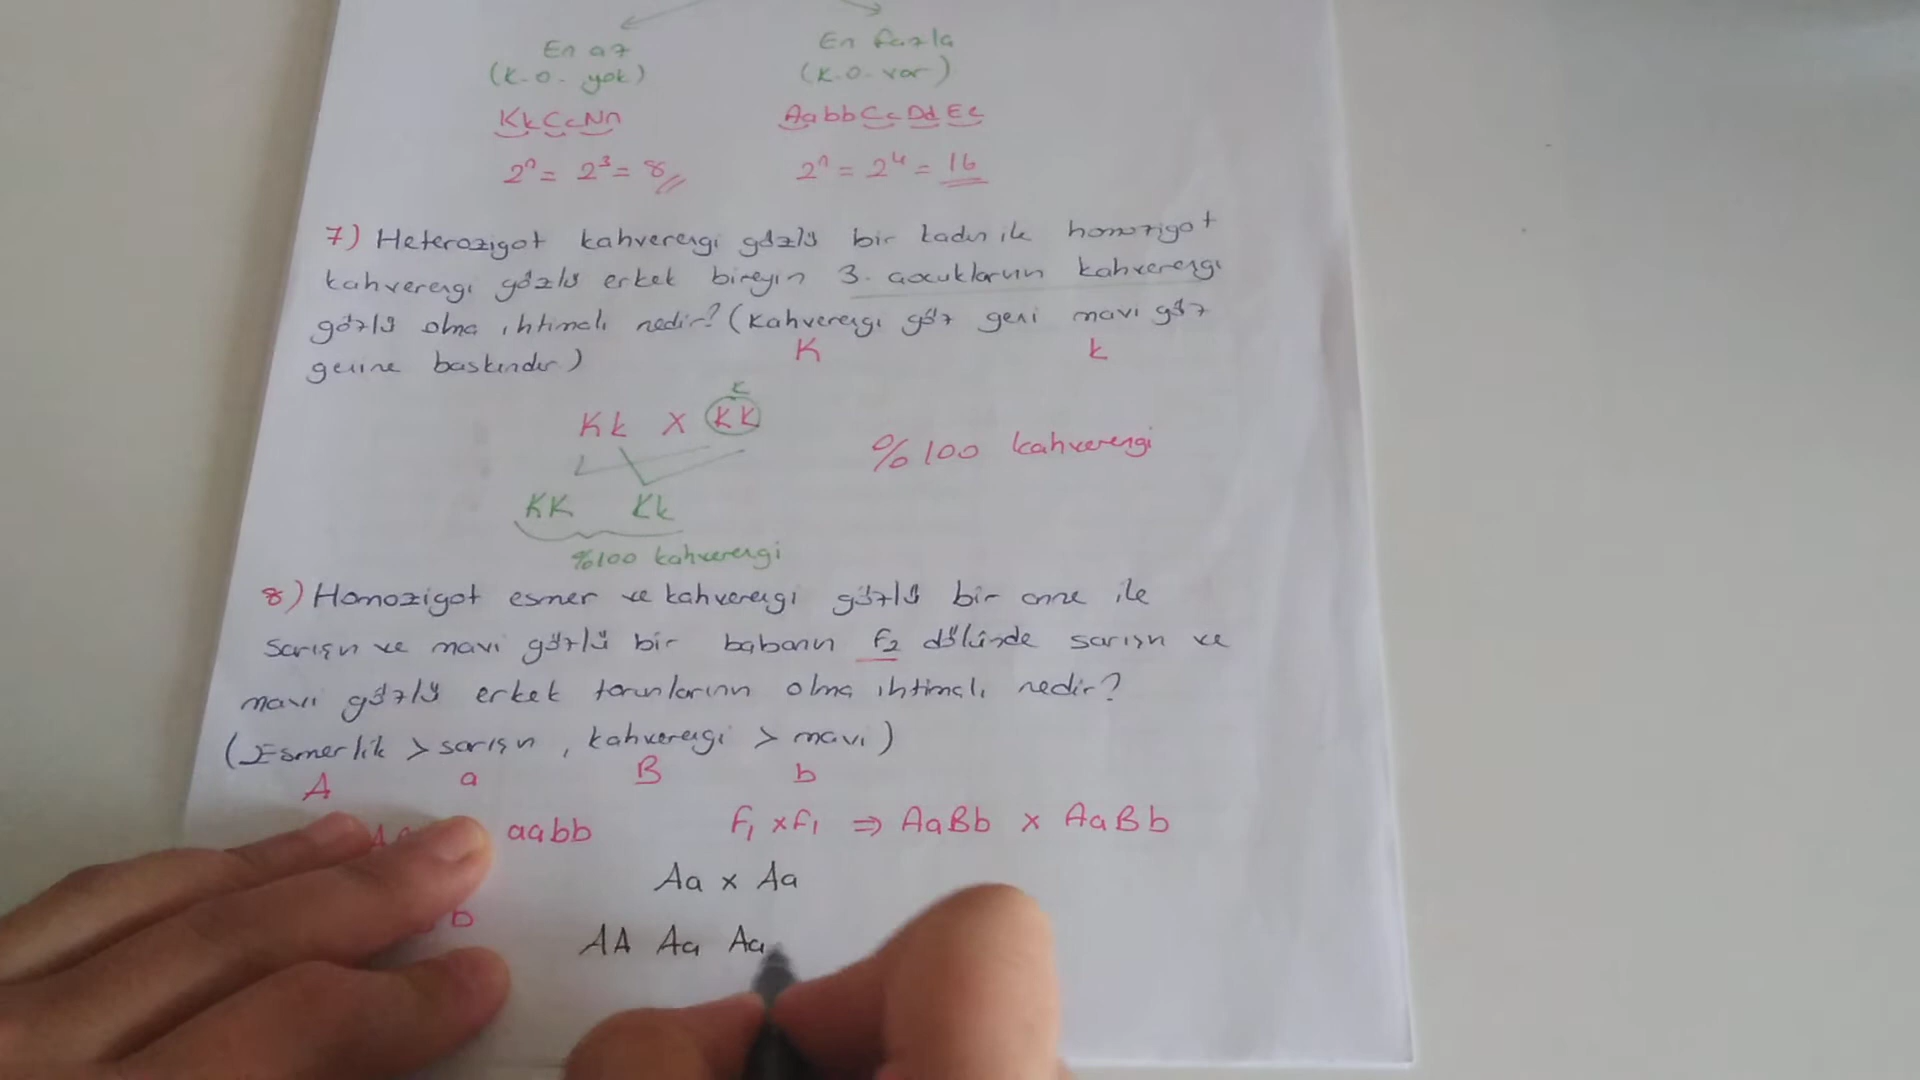 En az
En fazla
(K.O. yok)
(K.O. var)
KkCcNn
AabbCcDdEe
2ⁿ = 2³ = 8
2ⁿ = 2⁴ = 16
7) Heterozigot kahverengi gözlü bir kadın ile homozigot
kahverengi gözlü erkek bireyin 3. çocuklarının kahverengi
gözlü olma ihtimali nedir? (Kahverengi göz geni mavi göz
K
k
genine baskındır)
K
Kk x KK
%100 kahverengi
KK Kk
%100 kahverengi
8) Homozigot esmer ve kahverengi gözlü bir anne ile
sarışın ve mavi gözlü bir babanın F₂ dölünde sarışın ve
mavi gözlü erkek torunlarının olma ihtimali nedir?
(Esmerlik > sarışın, kahverengi > mavi)
A
a
B
b
aabb
F₁ x F₁ ⇒ AaBb x AaBb
Aa x Aa
b
AA Aa Aa